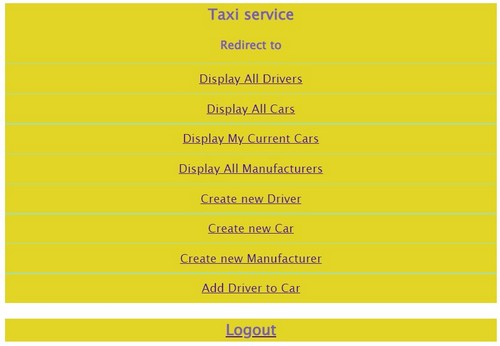 Taxi service
Redirect to
Display All Drivers
Display All Cars
Display My Current Cars
Display All Manufacturers
Create new Driver
Create new Car
Create new Manufacturer
Add Driver to Car
Logout